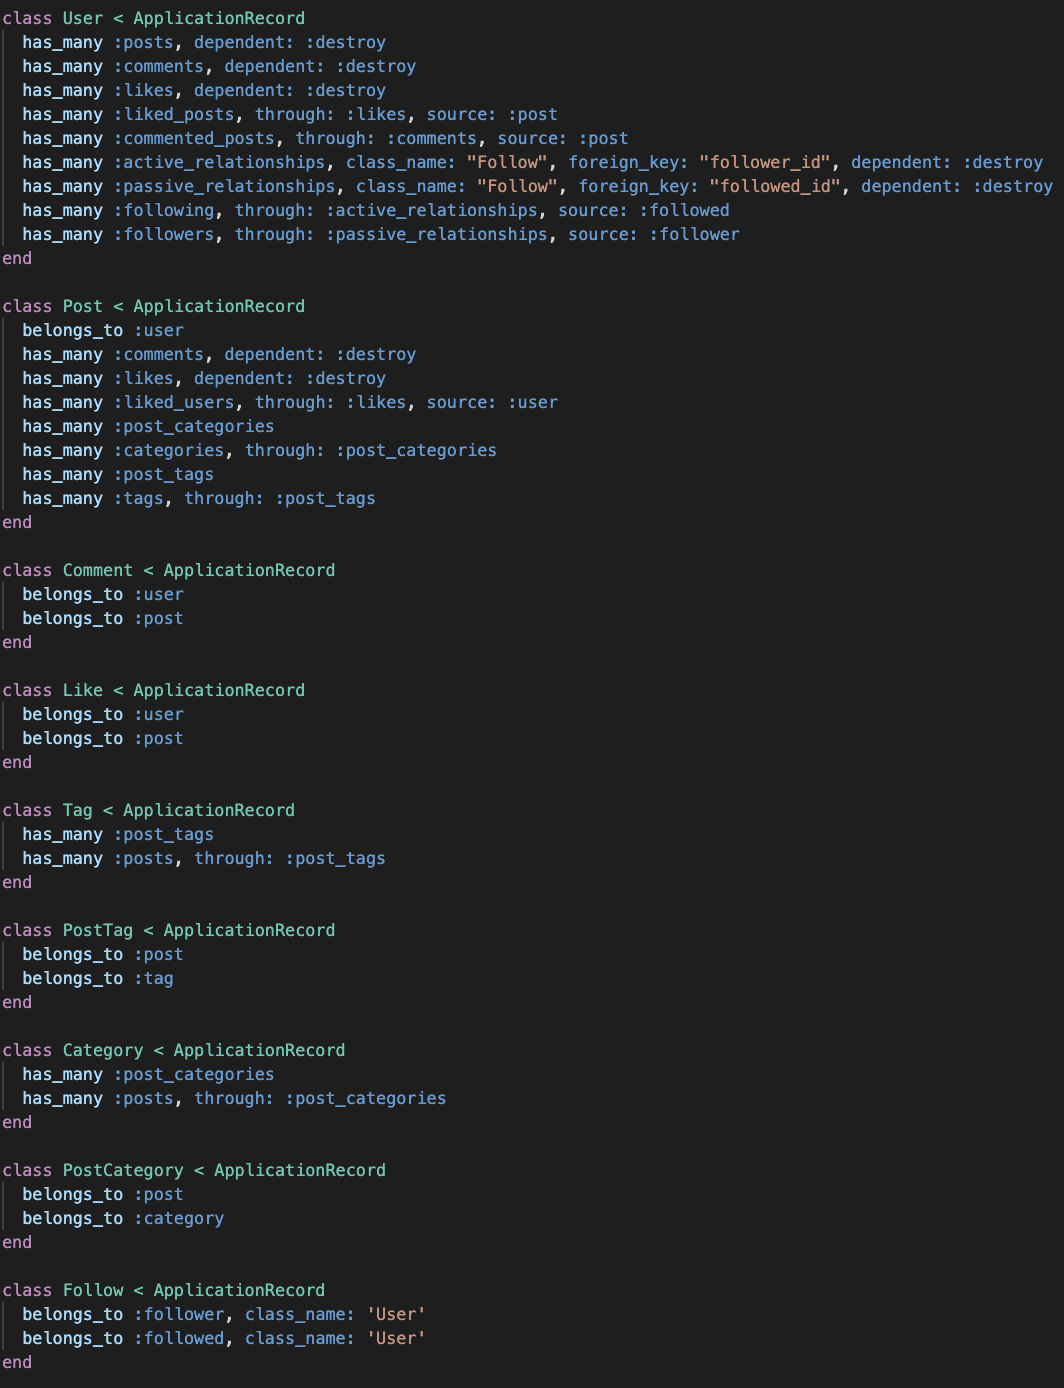 class User < ApplicationRecord
  has_many :posts, dependent: :destroy
  has_many :comments, dependent: :destroy
  has_many :likes, dependent: :destroy
  has_many :liked_posts, through: :likes, source: :post
  has_many :commented_posts, through: :comments, source: :post
  has_many :active_relationships, class_name: "Follow", foreign_key: "follower_id", dependent: :destroy
  has_many :passive_relationships, class_name: "Follow", foreign_key: "followed_id", dependent: :destroy
  has_many :following, through: :active_relationships, source: :followed
  has_many :followers, through: :passive_relationships, source: :follower
end

class Post < ApplicationRecord
  belongs_to :user
  has_many :comments, dependent: :destroy
  has_many :likes, dependent: :destroy
  has_many :liked_users, through: :likes, source: :user
  has_many :post_categories
  has_many :categories, through: :post_categories
  has_many :post_tags
  has_many :tags, through: :post_tags
end

class Comment < ApplicationRecord
  belongs_to :user
  belongs_to :post
end

class Like < ApplicationRecord
  belongs_to :user
  belongs_to :post
end

class Tag < ApplicationRecord
  has_many :post_tags
  has_many :posts, through: :post_tags
end

class PostTag < ApplicationRecord
  belongs_to :post
  belongs_to :tag
end

class Category < ApplicationRecord
  has_many :post_categories
  has_many :posts, through: :post_categories
end

class PostCategory < ApplicationRecord
  belongs_to :post
  belongs_to :category
end

class Follow < ApplicationRecord
  belongs_to :follower, class_name: 'User'
  belongs_to :followed, class_name: 'User'
end